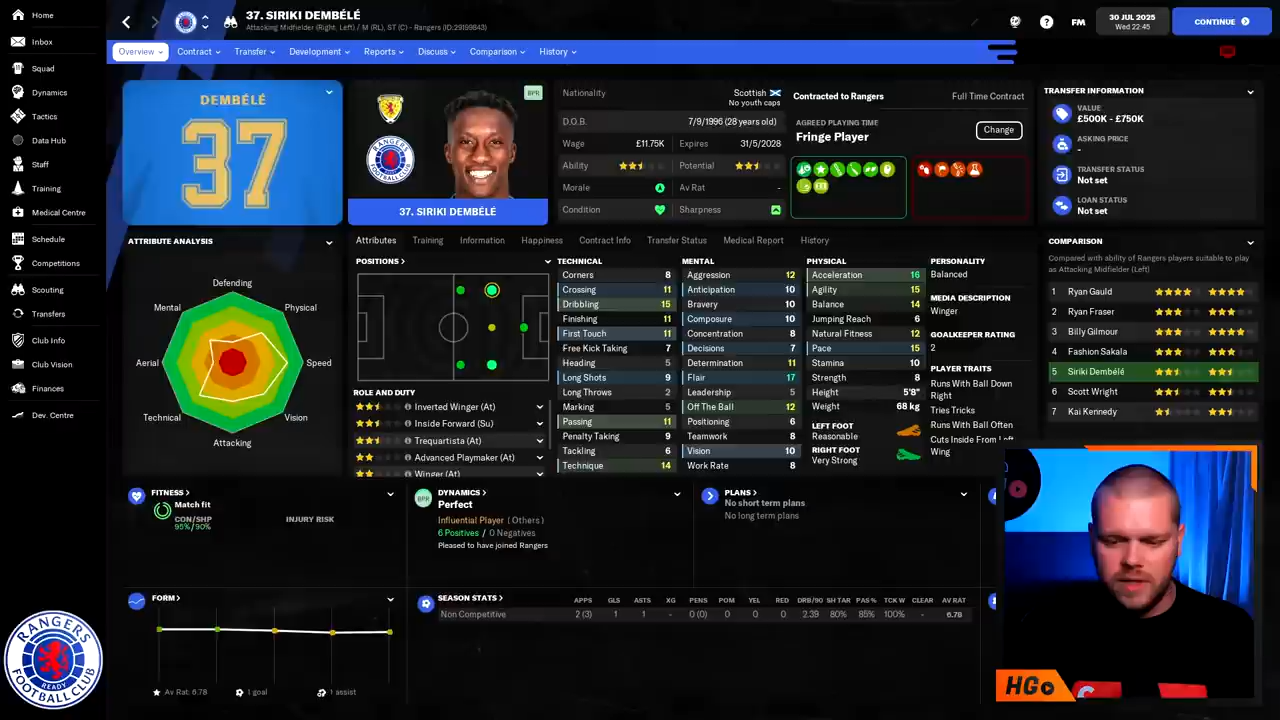 Home
Inbox
Squad
Dynamics
Tactics
Data Hub
Staff
Training
Medical Centre
Schedule
Competitions
Scouting
Transfers
Club Info
Club Vision
Finances
Dev. Centre
RANGERS
READY
FOOTBALL CLUB
37. SIRIKI DEMBÉLÉ
Attacking Midfielder (Right, Left) / M (RL), ST (C) - Rangers (ID:29199843)
FM
30 JUL 2025
Wed 22:45
CONTINUE
Overview
Contract
Transfer
Development
Reports
Discuss
Comparison
History
DEMBÉLÉ
37
BPR
37. SIRIKI DEMBÉLÉ
Nationality Scottish
No youth caps
D.O.B. 7/9/1996 (28 years old)
Wage £11.75K Expires 31/5/2028
Ability Potential
Morale Av Rat -
Condition Sharpness
Contracted to Rangers Full Time Contract
AGREED PLAYING TIME
Fringe Player
Change
TRANSFER INFORMATION
VALUE
£500K - £750K
ASKING PRICE
-
TRANSFER STATUS
Not set
LOAN STATUS
Not set
ATTRIBUTE ANALYSIS
Defending
Mental Physical
Aerial Speed
Technical Vision
Attacking
Attributes Training Information Happiness Contract Info Transfer Status Medical Report History
POSITIONS >
ROLE AND DUTY
Inverted Winger (At)
Inside Forward (Su)
Trequartista (At)
Advanced Playmaker (At)
Winger (At)
TECHNICAL
Corners 8
Crossing 11
Dribbling 15
Finishing 11
First Touch 11
Free Kick Taking 7
Heading 5
Long Shots 9
Long Throws 2
Marking 5
Passing 11
Penalty Taking 9
Tackling 6
Technique 14
MENTAL
Aggression 12
Anticipation 10
Bravery 10
Composure 10
Concentration 8
Decisions 7
Determination 11
Flair 17
Leadership 5
Off The Ball 12
Positioning 6
Teamwork 8
Vision 10
Work Rate 8
PHYSICAL
Acceleration 16
Agility 15
Balance 14
Jumping Reach 6
Natural Fitness 12
Pace 15
Stamina 10
Strength 8
Height 5'8"
Weight 68 kg
LEFT FOOT
Reasonable
RIGHT FOOT
Very Strong
PERSONALITY
Balanced
MEDIA DESCRIPTION
Winger
GOALKEEPER RATING
2
PLAYER TRAITS
Runs With Ball Down
Right
Tries Tricks
Runs With Ball Often
Cuts Inside From Left
Wing
COMPARISON
Compared with ability of Rangers players suitable to play
as Attacking Midfielder (Left)
1 Ryan Gauld
2 Ryan Fraser
3 Billy Gilmour
4 Fashion Sakala
5 Siriki Dembélé
6 Scott Wright
7 Kai Kennedy
FITNESS >
Match fit
CON/SHP
95%/90%
INJURY RISK
BPR
DYNAMICS >
Perfect
Influential Player (Others)
6 Positives / 0 Negatives
Pleased to have joined Rangers
PLANS >
No short term plans
No long term plans
FORM >
Av Rat: 6.78
1 goal
1 assist
SEASON STATS > APPS GLS ASTS XG PENS POM YEL RED DRB/90 SH TAR PAS % TCK W CLEAR AV RAT
Non Competitive 2 (3) 1 1 - 0 (0) 0 0 0 2.39 80% 85% 100% - 6.78
HGo